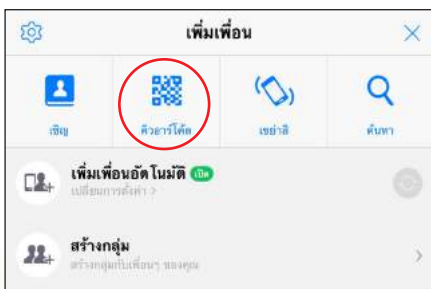 เพิ่มเพื่อน
เชิญ คิวอาร์โค้ด เขย่าสิ ค้นหา
เพิ่มเพื่อนอัตโนมัติ เปิด
เปลี่ยนการตั้งค่า >
สร้างกลุ่ม
สร้างกลุ่มกับเพื่อนๆ ของคุณ